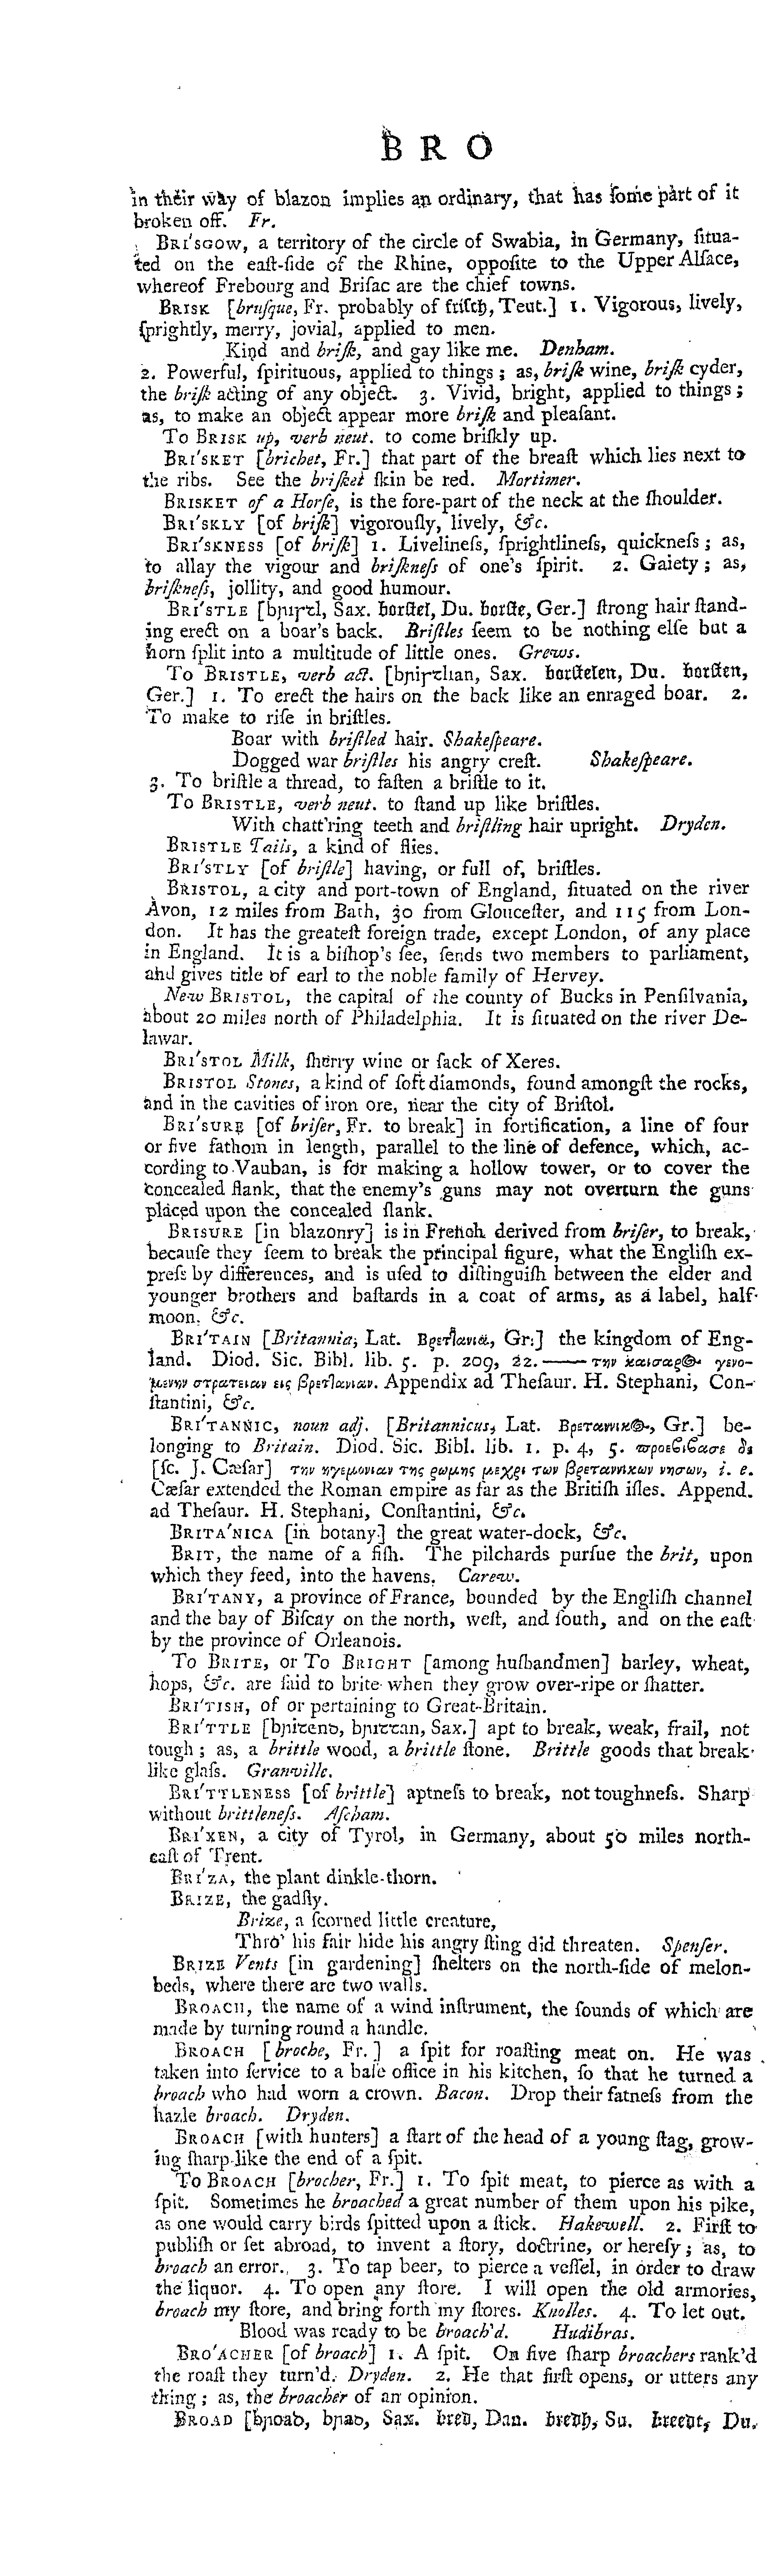 BRO
in their way of blazon implies an ordinary, that has ſome part of it
broken off. Fr.
BRI'SGOW, a territory of the circle of Swabia, in Germany, ſitua-
ted on the eaſt-ſide of the Rhine, oppoſite to the Upper Alſace,
whereof Frebourg and Briſac are the chief towns.
BRISK [bruſque, Fr. probably of friſch, Teut.] 1. Vigorous, lively,
ſprightly, merry, jovial, applied to men.
Kind and briſk, and gay like me. Denham.
2. Powerful, ſpirituous, applied to things; as, briſk wine, briſk cyder,
the briſk acting of any object. 3. Vivid, bright, applied to things;
as, to make an object appear more briſk and pleaſant.
To BRISK up, verb neut. to come briſkly up.
BRI'SKET [brichet, Fr.] that part of the breaſt which lies next to
the ribs. See the briſket ſkin be red. Mortimer.
BRISKET of a Horſe, is the fore-part of the neck at the ſhoulder.
BRI'SKLY [of briſk] vigorouſly, lively, &c.
BRI'SKNESS [of briſk] 1. Livelineſs, ſprightlineſs, quickneſs; as,
to allay the vigour and briſkneſs of one's ſpirit. 2. Gaiety; as,
briſkneſs, jollity, and good humour.
BRI'STLE [bꞃiꞅꞇl, Sax. borſtel, Du. borſte, Ger.] ſtrong hair ſtand-
ing erect on a boar's back. Briſtles ſeem to be nothing elſe but a
horn ſplit into a multitude of little ones. Grews.
To BRISTLE, verb act. [bꞃiꞅꞇlian, Sax. borſtelen, Du. borſten,
Ger.] 1. To erect the hairs on the back like an enraged boar. 2.
To make to riſe in briſtles.
Boar with briſtled hair. Shakeſpeare.
Dogged war briſtles his angry creſt. Shakeſpeare.
3. To briſtle a thread, to faſten a briſtle to it.
To BRISTLE, verb neut. to ſtand up like briſtles.
With chatt'ring teeth and briſtling hair upright. Dryden.
BRISTLE Tails, a kind of flies.
BRI'STLY [of briſtle] having, or full of, briſtles.
BRISTOL, a city and port-town of England, ſituated on the river
Avon, 12 miles from Bath, 30 from Glouceſter, and 115 from Lon-
don. It has the greateſt foreign trade, except London, of any place
in England. It is a biſhop's ſee, ſends two members to parliament,
and gives title of earl to the noble family of Hervey.
New BRISTOL, the capital of the county of Bucks in Penſilvania,
about 20 miles north of Philadelphia. It is ſituated on the river De-
lawar.
BRI'STOL Milk, ſherry wine or ſack of Xeres.
BRISTOL Stones, a kind of ſoft diamonds, found amongſt the rocks,
and in the cavities of iron ore, near the city of Briſtol.
BRI'SURE [of briſer, Fr. to break] in fortification, a line of four
or five fathom in length, parallel to the line of defence, which, ac-
cording to Vauban, is for making a hollow tower, or to cover the
concealed flank, that the enemy's guns may not overturn the guns
placed upon the concealed flank.
BRISURE [in blazonry] is in French derived from briſer, to break,
becauſe they ſeem to break the principal figure, what the Engliſh ex-
preſs by differences, and is uſed to diſtinguiſh between the elder and
younger brothers and baſtards in a coat of arms, as a label, half-
moon, &c.
BRI'TAIN [Britannia, Lat. Βρετλανια, Gr.] the kingdom of Eng-
land. Diod. Sic. Bibl. lib. 5. p. 209, 22.—— την καισαρος γενο-
μενην στρατειαν εις βρετλανιαν. Appendix ad Theſaur. H. Stephani, Con-
ſtantini, &c.
BRI'TANNIC, noun adj. [Britannicus, Lat. Βρεταννικος, Gr.] be-
longing to Britain. Diod. Sic. Bibl. lib. 1. p. 4, 5. προεβιβασε δε
[ſc. J. Cæſar] την ηγεμονιαν της ρωμης μεχρι των βρεταννικων νησων, i. e.
Cæſar extended the Roman empire as far as the Britiſh iſles. Append.
ad Theſaur. H. Stephani, Conſtantini, &c.
BRITA'NICA [in botany] the great water-dock, &c.
BRIT, the name of a fiſh. The pilchards purſue the brit, upon
which they feed, into the havens. Carew.
BRI'TANY, a province of France, bounded by the Engliſh channel
and the bay of Biſcay on the north, weſt, and ſouth, and on the eaſt
by the province of Orleanois.
To BRITE, or To BRIGHT [among huſbandmen] barley, wheat,
hops, &c. are ſaid to brite when they grow over-ripe or ſhatter.
BRI'TISH, of or pertaining to Great-Britain.
BRI'TTLE [bꞃiꞇenꝺ, bꞃiꞇꞇan, Sax.] apt to break, weak, frail, not
tough; as, a brittle wood, a brittle ſtone. Brittle goods that break
like glaſs. Granville.
BRI'TTLENESS [of brittle] aptneſs to break, not toughneſs. Sharp
without brittleneſs. Aſcham.
BRI'XEN, a city of Tyrol, in Germany, about 50 miles north-
eaſt of Trent.
BRI'ZA, the plant dinkle-thorn.
BRIZE, the gadfly.
Brize, a ſcorned little creature,
Thro' his fair hide his angry ſting did threaten. Spenſer.
BRIZE Vents [in gardening] ſhelters on the north-ſide of melon-
beds, where there are two walls.
BROACH, the name of a wind inſtrument, the ſounds of which are
made by turning round a handle.
BROACH [broche, Fr.] a ſpit for roaſting meat on. He was
taken into ſervice to a baſe office in his kitchen, ſo that he turned a
broach who had worn a crown. Bacon. Drop their fatneſs from the
hazle broach. Dryden.
BROACH [with hunters] a ſtart of the head of a young ſtag, grow-
ing ſharp like the end of a ſpit.
To BROACH [brocher, Fr.] 1. To ſpit meat, to pierce as with a
ſpit. Sometimes he broached a great number of them upon his pike,
as one would carry birds ſpitted upon a ſtick. Hakewell. 2. Firſt to
publiſh or ſet abroad, to invent a ſtory, doctrine, or hereſy; as, to
broach an error. 3. To tap beer, to pierce a veſſel, in order to draw
the liquor. 4. To open any ſtore. I will open the old armories,
broach my ſtore, and bring forth my ſtores. Knolles. 4. To let out.
Blood was ready to be broach'd. Hudibras.
BRO'ACHER [of broach] 1. A ſpit. On five ſharp broachers rank'd
the roaſt they turn'd. Dryden. 2. He that firſt opens, or utters any
thing; as, the broacher of an opinion.
BROAD [bꞃoaꝺ, bꞃaꝺ, Sax. bred, Dan. bredh, Su. breedt, Du.